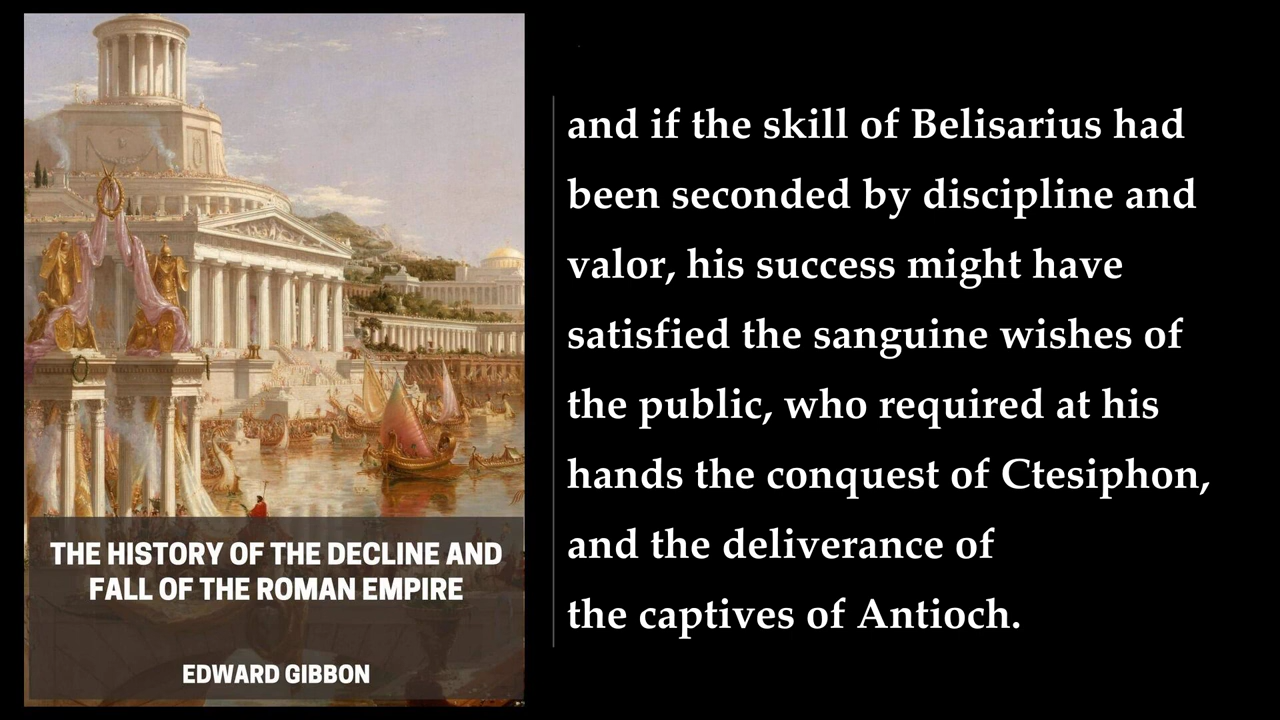 THE HISTORY OF THE DECLINE AND
FALL OF THE ROMAN EMPIRE
EDWARD GIBBON
and if the skill of Belisarius had
been seconded by discipline and
valor, his success might have
satisfied the sanguine wishes of
the public, who required at his
hands the conquest of Ctesiphon,
and the deliverance of
the captives of Antioch.